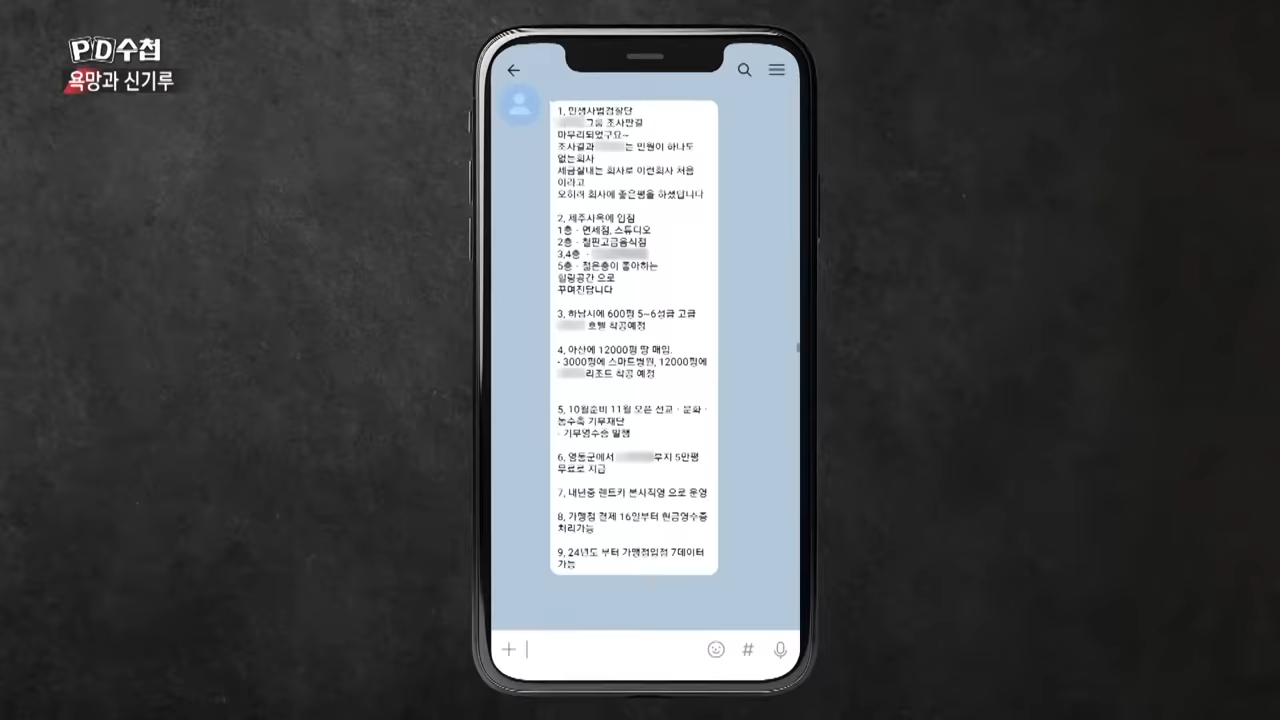 PD수첩
욕망과 신기루
1, 민생사법경찰단
그룹 조사판결
마무리되었구요~
조사결과 는 민원이 하나도
없는회사
세금잘내는 회사로 이런회사 처음
이라고
오히려 회사에 좋은평을 하셨답니다
2, 제주사옥에 입점
1층 - 면세점, 스튜디오
2층 - 철판고급음식점
3,4층 -
5층 - 젊은층이 좋아하는
힐링공간 으로
꾸며진답니다
3, 하남시에 600평 5~6성급 고급
호텔 착공예정
4, 아산에 12000평 땅 매입.
- 3000평에 스마트병원, 12000평에
리조트 착공 예정
5, 10월준비 11월 오픈 선교 · 문화 ·
농수축 기부재단
- 기부영수증 발행
6, 영동군에서 부지 5만평
무료로 지급
7, 내년중 렌트카 본사직영 으로 운영
8, 가맹점 결제 16일부터 현금영수증
처리가능
9, 24년도 부터 가맹점입점 7데이터
가능